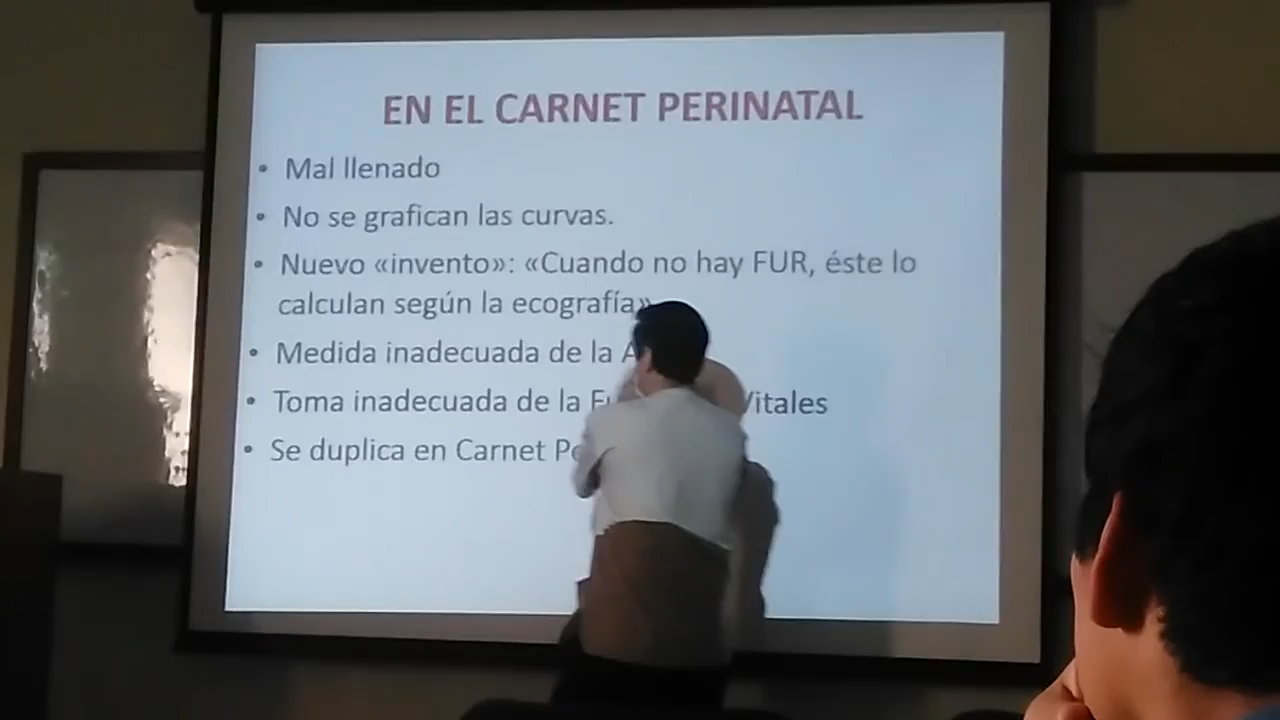 EN EL CARNET PERINATAL
• Mal llenado
• No se grafican las curvas.
• Nuevo «invento»: «Cuando no hay FUR, éste lo
calculan según la ecografía»
• Medida inadecuada de la
• Toma inadecuada de la Vitales
• Se duplica en Carnet